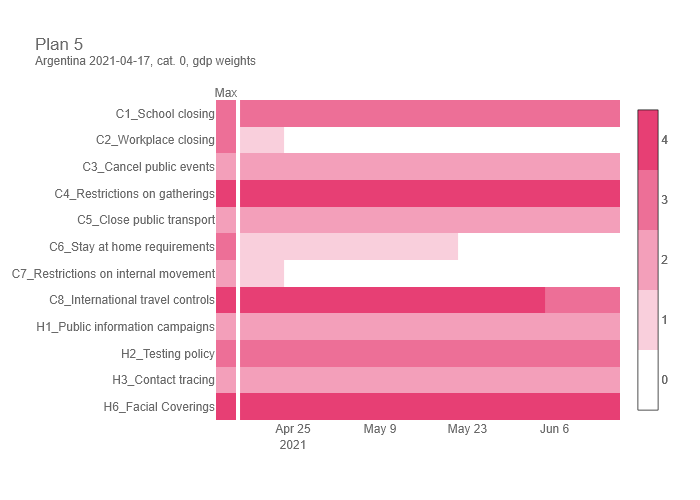 Plan 5
Argentina 2021-04-17, cat. 0, gdp weights
Max
C1_School closing
C2_Workplace closing
C3_Cancel public events
C4_Restrictions on gatherings
C5_Close public transport
C6_Stay at home requirements
C7_Restrictions on internal movement
C8_International travel controls
H1_Public information campaigns
H2_Testing policy
H3_Contact tracing
H6_Facial Coverings
Apr 25
2021
May 9
May 23
Jun 6
4
3
2
1
0